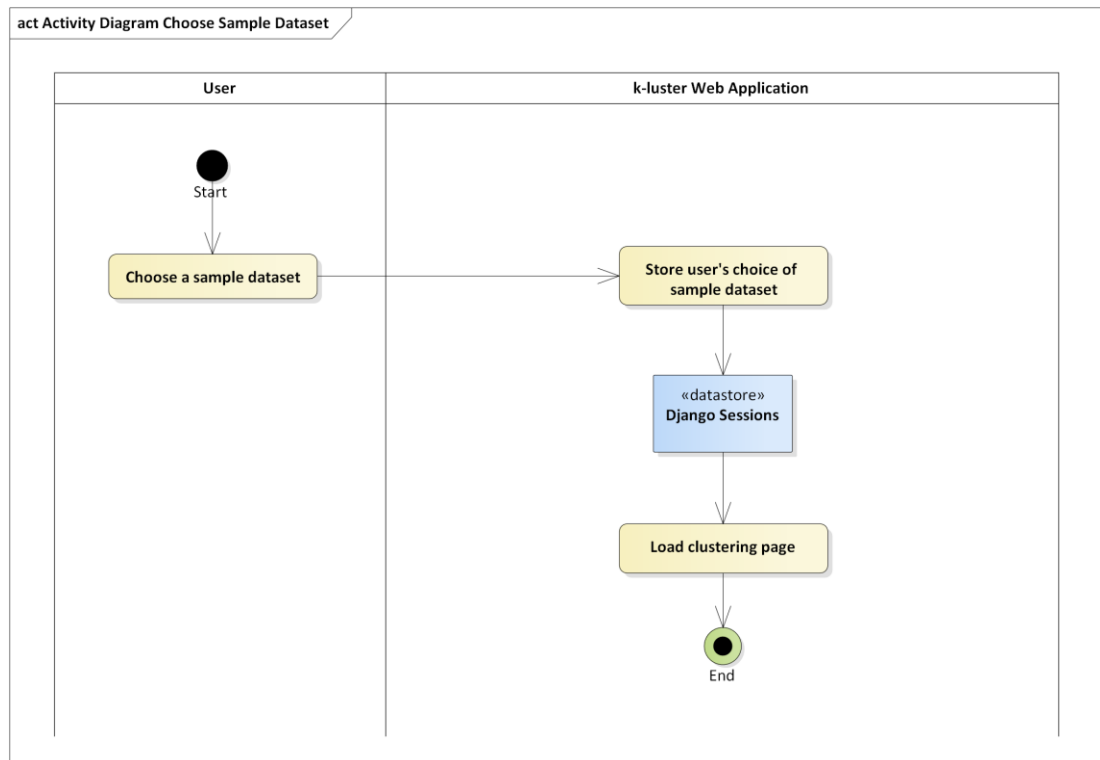 act Activity Diagram Choose Sample Dataset
User
k-luster Web Application
Start
Choose a sample dataset
Store user's choice of
sample dataset
«datastore»
Django Sessions
Load clustering page
End